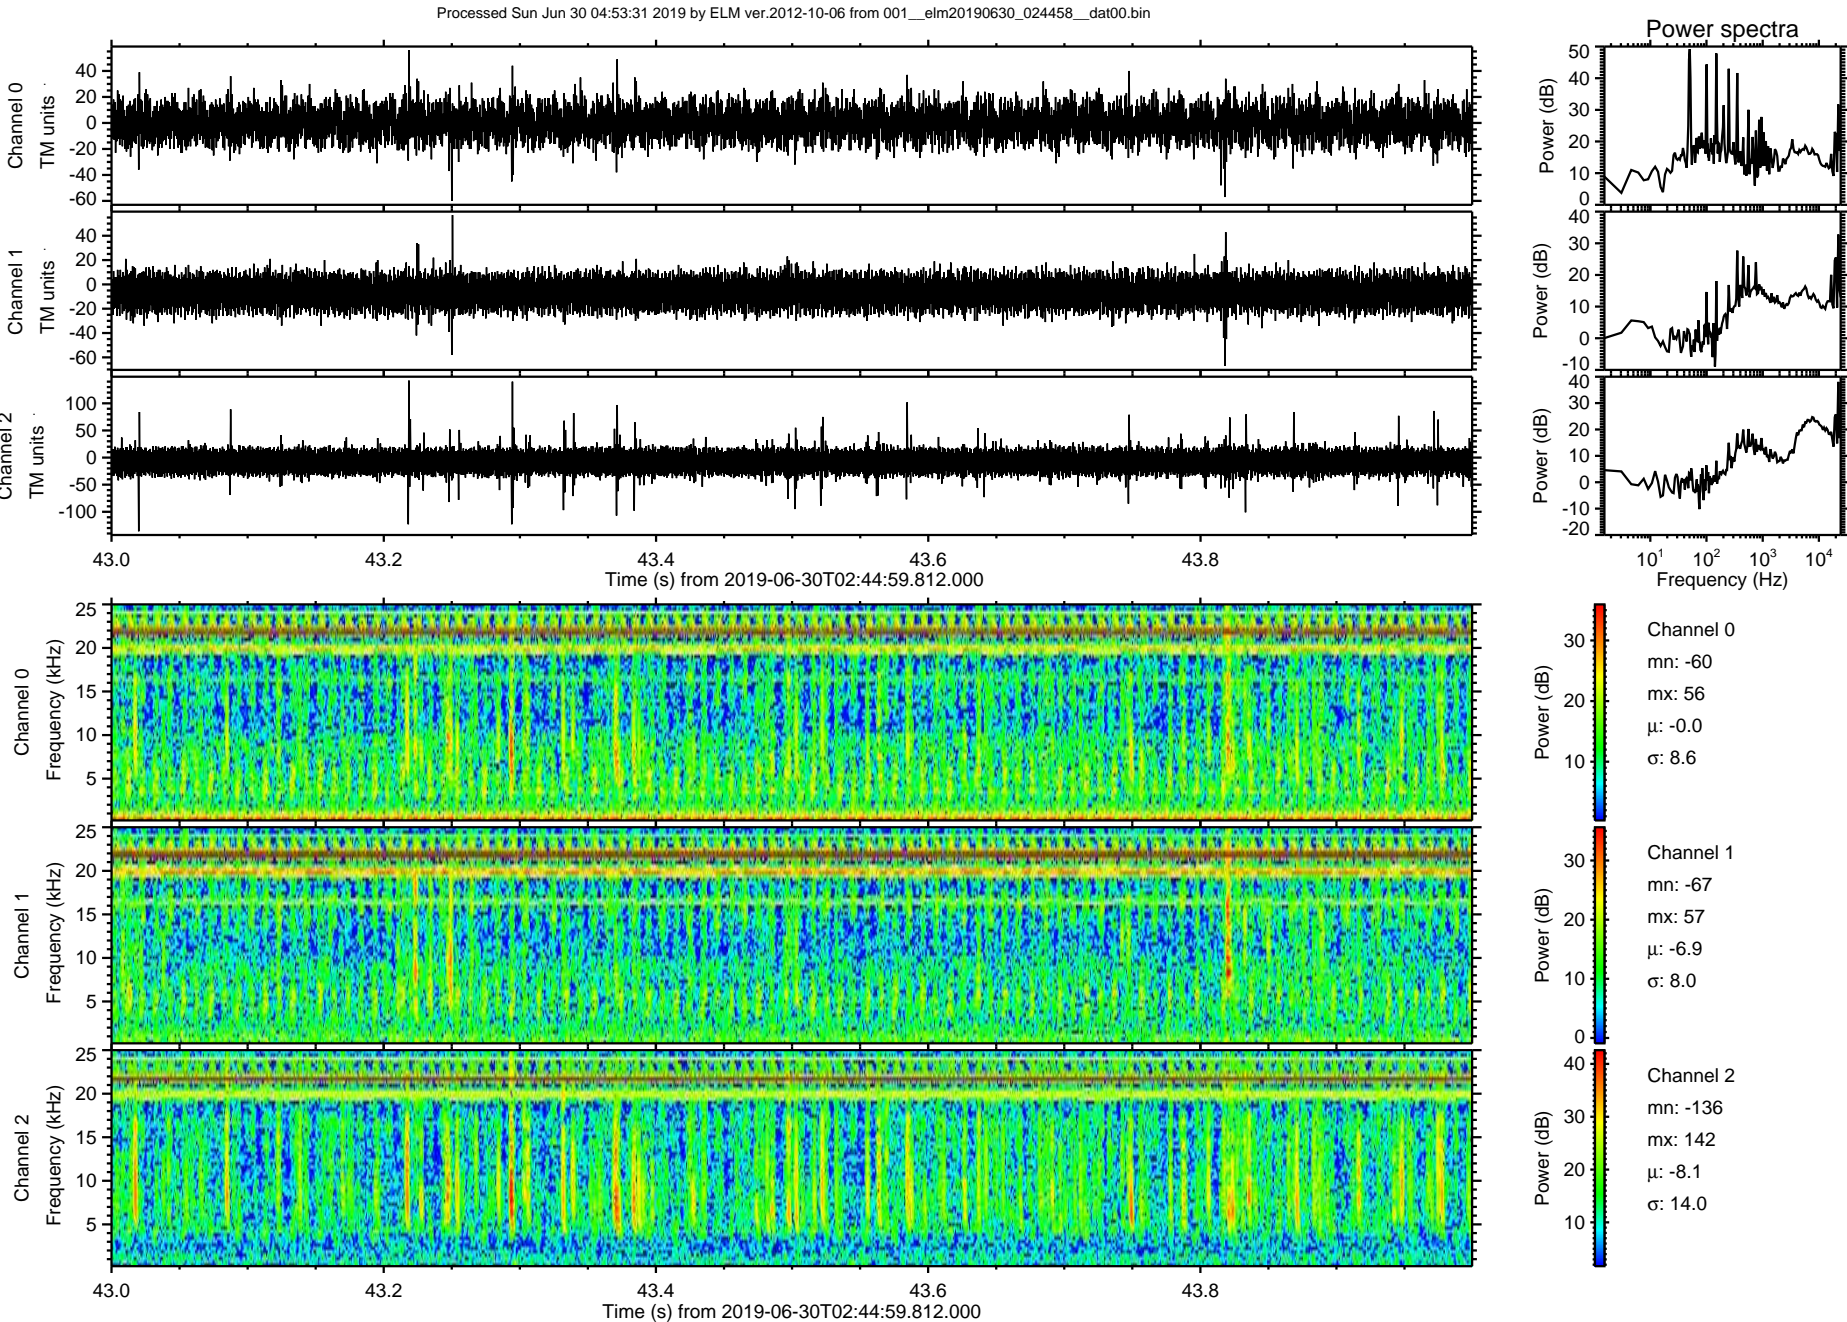 Processed Sun Jun 30 04:53:31 2019 by ELM ver.2012-10-06 from 001__elm20190630_024458__dat00.bin
Power spectra
Channel 0
TM units
40
20
0
-20
-40
-60
Power (dB)
50
40
30
20
10
0
Channel 1
TM units
40
20
0
-20
-40
-60
Power (dB)
40
30
20
10
0
-10
Channel 2
TM units
100
50
0
-50
-100
Power (dB)
40
30
20
10
0
-10
-20
43.0 43.2 43.4 43.6 43.8
Time (s) from 2019-06-30T02:44:59.812.000
10¹ 10² 10³ 10⁴
Frequency (Hz)
Channel 0
Frequency (kHz)
25
20
15
10
5
Power (dB)
30
20
10
Channel 0
mn: -60
mx: 56
μ: -0.0
σ: 8.6
Channel 1
Frequency (kHz)
25
20
15
10
5
Power (dB)
30
20
10
0
Channel 1
mn: -67
mx: 57
μ: -6.9
σ: 8.0
Channel 2
Frequency (kHz)
25
20
15
10
5
Power (dB)
40
30
20
10
Channel 2
mn: -136
mx: 142
μ: -8.1
σ: 14.0
43.0 43.2 43.4 43.6 43.8
Time (s) from 2019-06-30T02:44:59.812.000